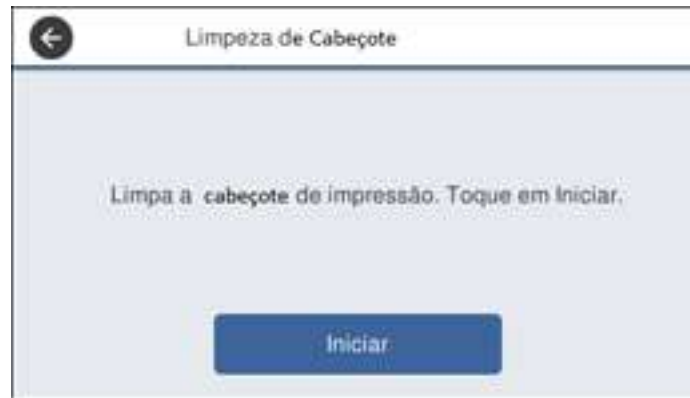 Limpeza de Cabeçote
Limpa a cabeçote de impressão. Toque em Iniciar.
Iniciar